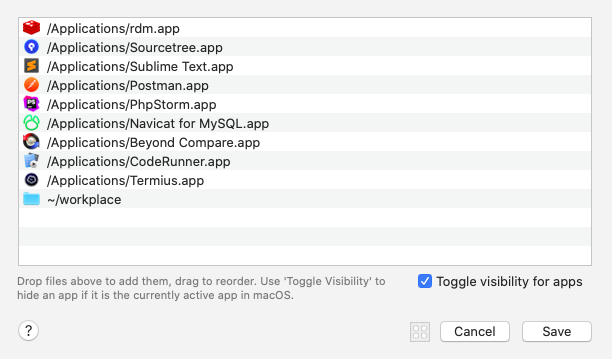 /Applications/rdm.app
/Applications/Sourcetree.app
/Applications/Sublime Text.app
/Applications/Postman.app
/Applications/PhpStorm.app
/Applications/Navicat for MySQL.app
/Applications/Beyond Compare.app
/Applications/CodeRunner.app
/Applications/Termius.app
~/workplace
Drop files above to add them, drag to reorder. Use 'Toggle Visibility' to
hide an app if it is the currently active app in macOS.
Toggle visibility for apps
?
Cancel
Save